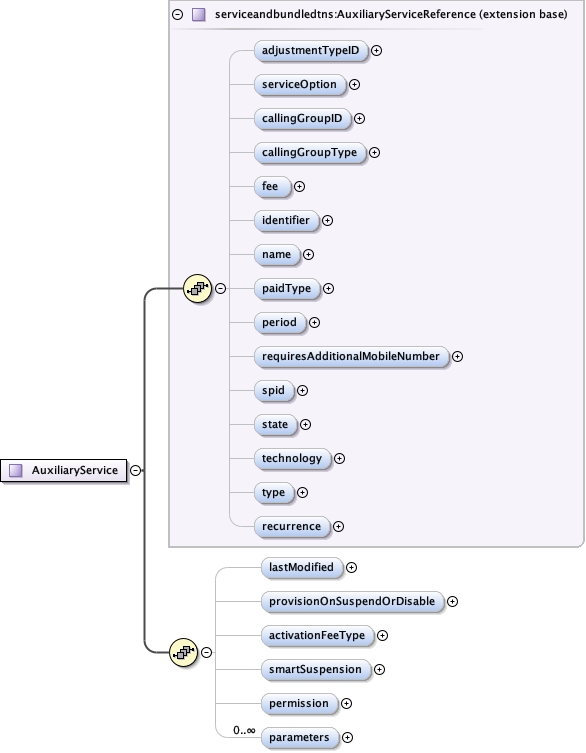 serviceandbundledtns:AuxiliaryServiceReference (extension base)
adjustmentTypeID
serviceOption
callingGroupID
callingGroupType
fee
identifier
name
paidType
period
requiresAdditionalMobileNumber
spid
state
technology
type
recurrence
AuxiliaryService
lastModified
provisionOnSuspendOrDisable
activationFeeType
smartSuspension
permission
0..∞
parameters